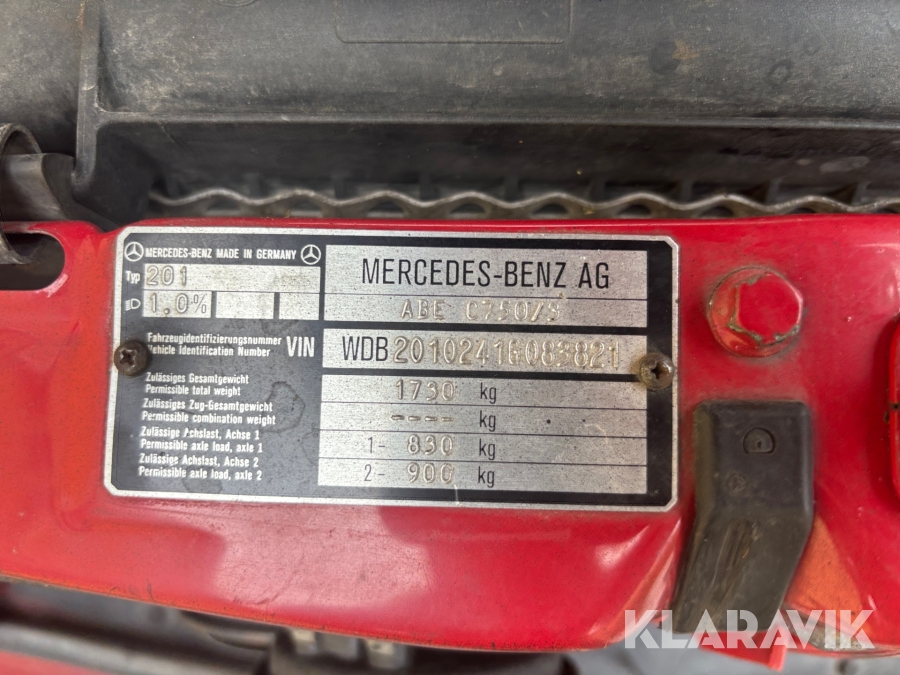 MERCEDES-BENZ MADE IN GERMANY
Typ 201
1.0%
MERCEDES-BENZ AG
ABE C750/3
Fahrzeugidentifizierungsnummer
Vehicle Identification Number
VIN
WDB2010241G083821
Zulässiges Gesamtgewicht
Permissible total weight
1730 kg
Zulässiges Zug-Gesamtgewicht
Permissible combination weight
---- kg
Zulässige Achslast, Achse 1
Permissible axle load, axle 1
1- 830 kg
Zulässige Achslast, Achse 2
Permissible axle load, axle 2
2- 900 kg
KLARAVIK